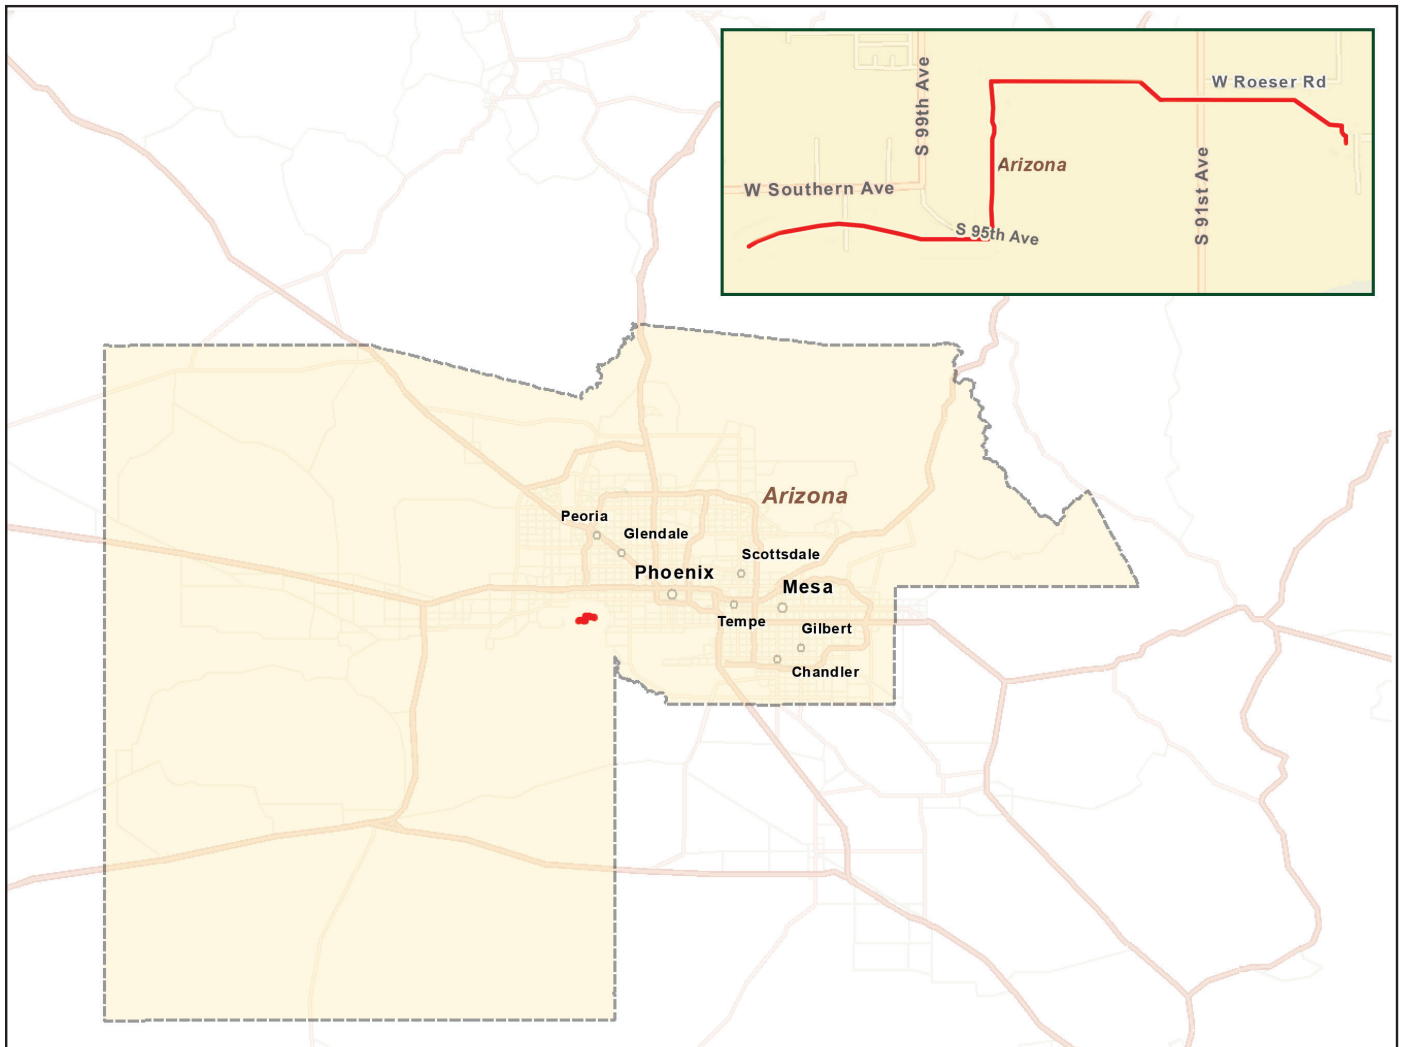 S 99th Ave
W Roeser Rd
Arizona
S 91st Ave
W Southern Ave
S 95th Ave
Arizona
Peoria
Glendale
Scottsdale
Phoenix
Mesa
Tempe
Gilbert
Chandler